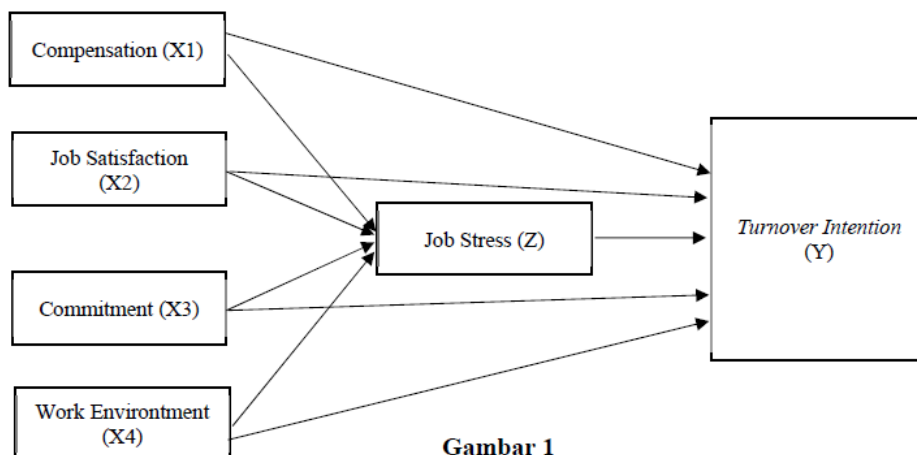 Compensation (X1)
Job Satisfaction
(X2)
Job Stress (Z)
Turnover Intention
(Y)
Commitment (X3)
Work Environtment
(X4)
Gambar 1